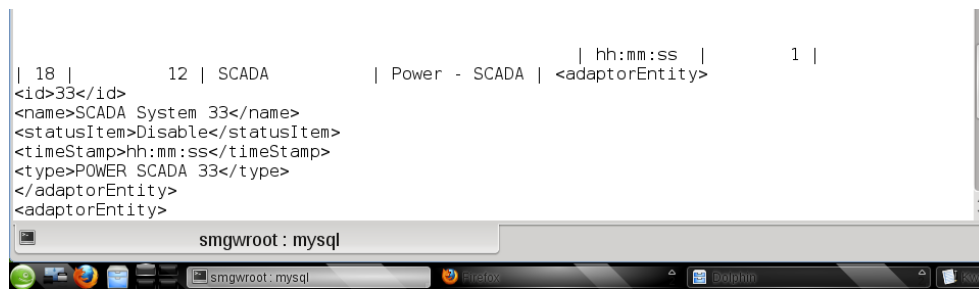 | hh:mm:ss | 1 |
| 18 | 12 | SCADA | Power - SCADA | <adaptorEntity>
<id>33</id>
<name>SCADA System 33</name>
<statusItem>Disable</statusItem>
<timeStamp>hh:mm:ss</timeStamp>
<type>POWER SCADA 33</type>
</adaptorEntity>
<adaptorEntity>
smgwroot : mysql
smgwroot : mysql Firefox Dolphin